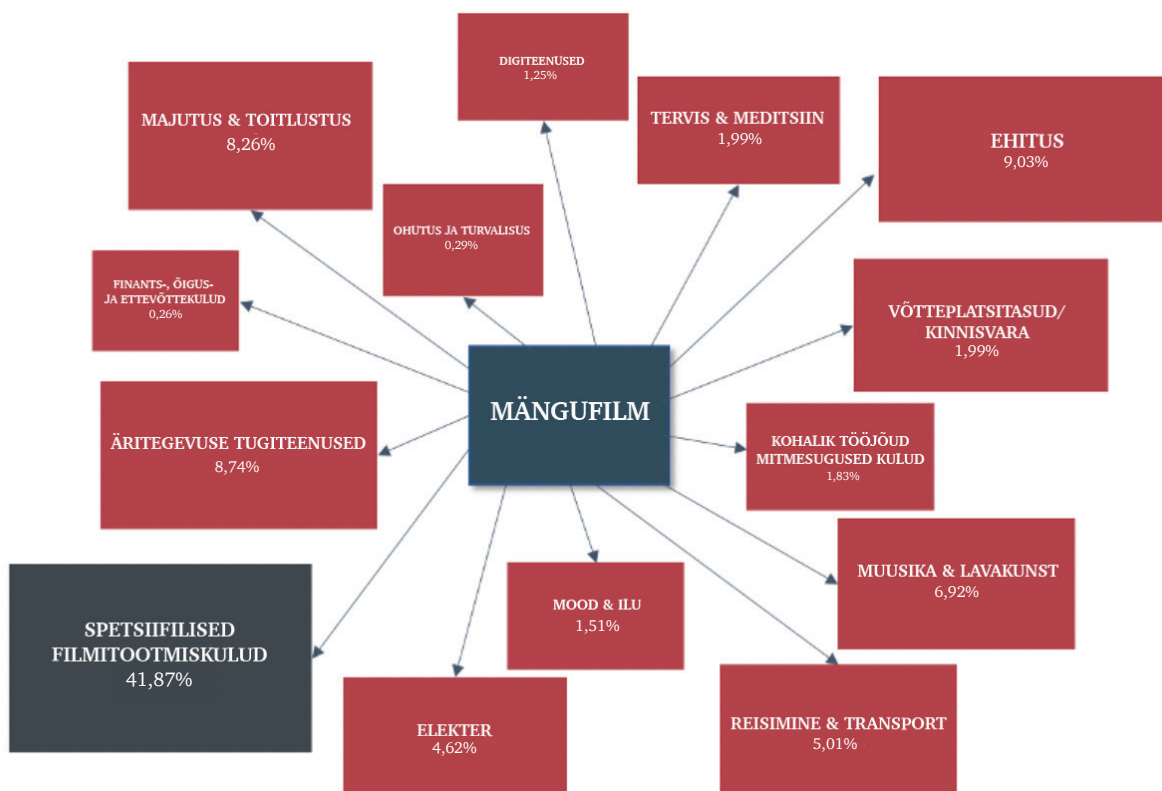 DIGITEENUSED
1,25%
MAJUTUS & TOITLUSTUS
8,26%
TERVIS & MEDITSIIN
1,99%
EHITUS
9,03%
OHUTUS JA TURVALISUS
0,29%
FINANTS-, ÕIGUS-
JA ETTEVÕTTEKULUD
0,26%
VÕTTEPLATSITASUD/
KINNISVARA
1,99%
MÄNGUFILM
ÄRITEGEVUSE TUGITEENUSED
8,74%
KOHALIK TÖÖJÕUD
MITMESUGUSED KULUD
1,83%
MUUSIKA & LAVAKUNST
6,92%
MOOD & ILU
1,51%
SPETSIIFILISED
FILMITOOTMISKULUD
41,87%
ELEKTER
4,62%
REISIMINE & TRANSPORT
5,01%